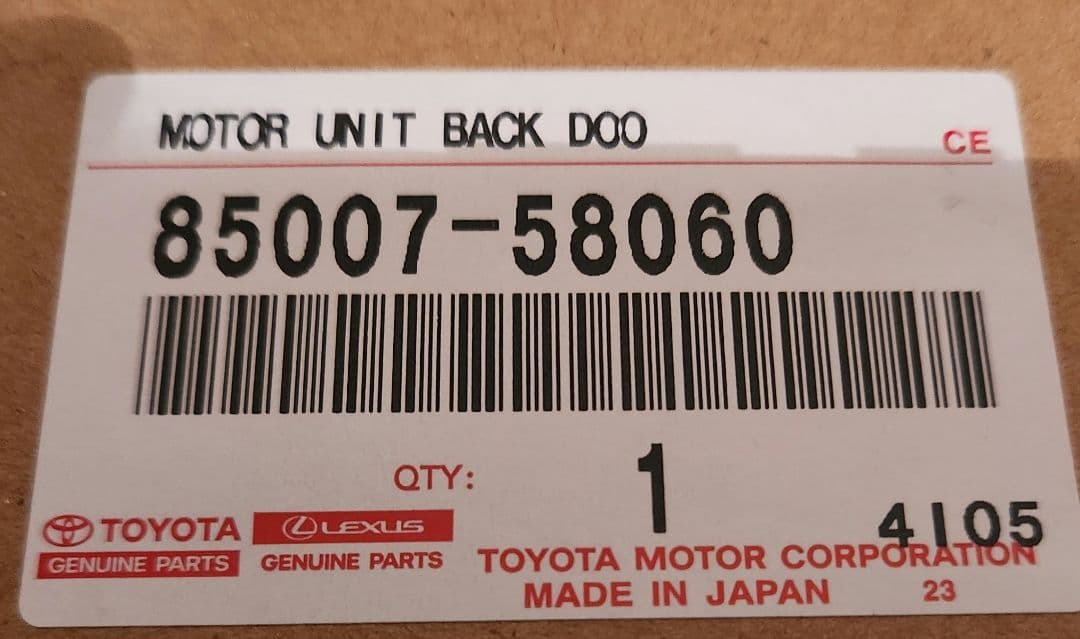 MOTOR UNIT BACK DOO
CE
85007-58060
QTY: 1
4105
TOYOTA LEXUS
GENUINE PARTS GENUINE PARTS
TOYOTA MOTOR CORPORATION
MADE IN JAPAN 23